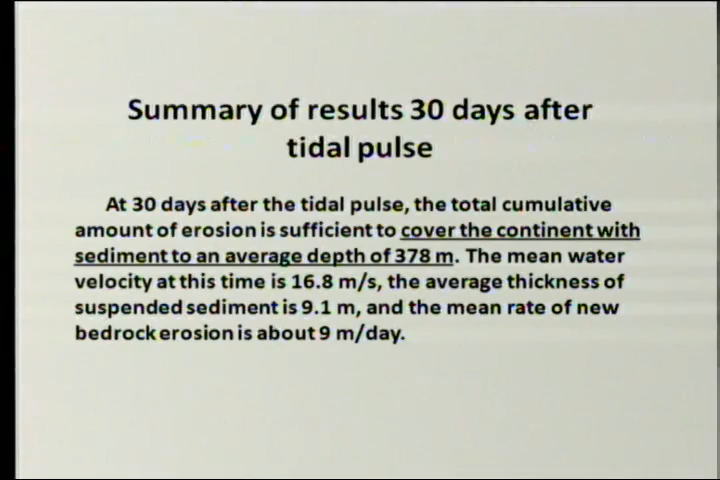 Summary of results 30 days after
tidal pulse
At 30 days after the tidal pulse, the total cumulative
amount of erosion is sufficient to cover the continent with
sediment to an average depth of 378 m. The mean water
velocity at this time is 16.8 m/s, the average thickness of
suspended sediment is 9.1 m, and the mean rate of new
bedrock erosion is about 9 m/day.